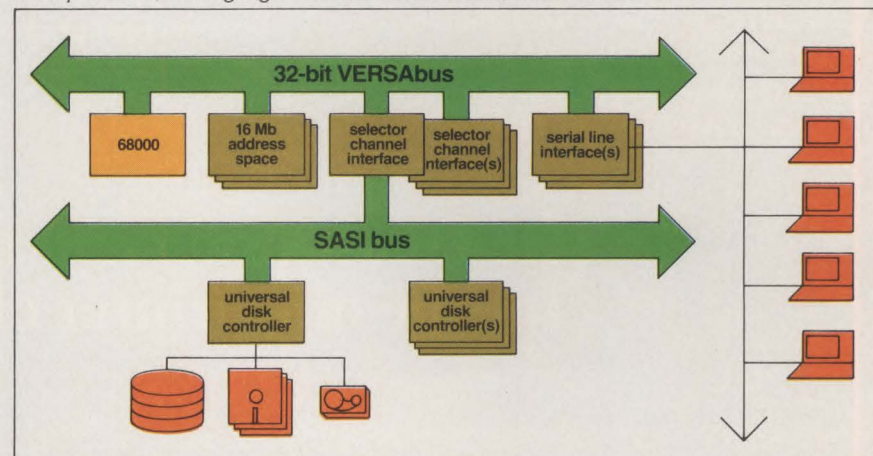 32-bit VERSAbus
68000
16 Mb
address
space
selector
channel
interface
selector
channel
interface(s)
serial line
interface(s)
SASI bus
universal
disk
controller
universal
disk
controller(s)